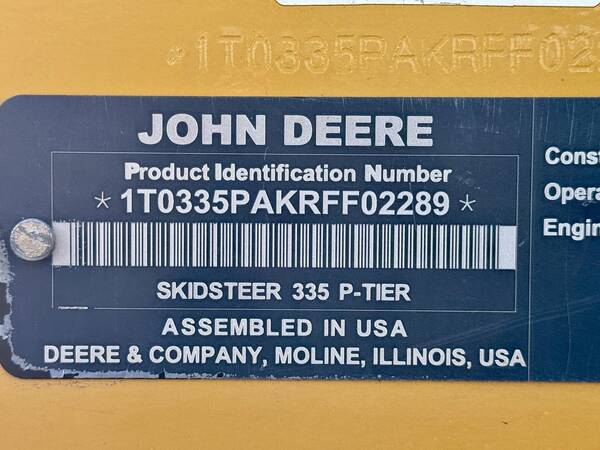 *1T0335PAKRFF02
JOHN DEERE
Product Identification Number
* 1T0335PAKRFF02289 *
SKIDSTEER 335 P-TIER
ASSEMBLED IN USA
DEERE & COMPANY, MOLINE, ILLINOIS, USA
Const
Opera
Engin